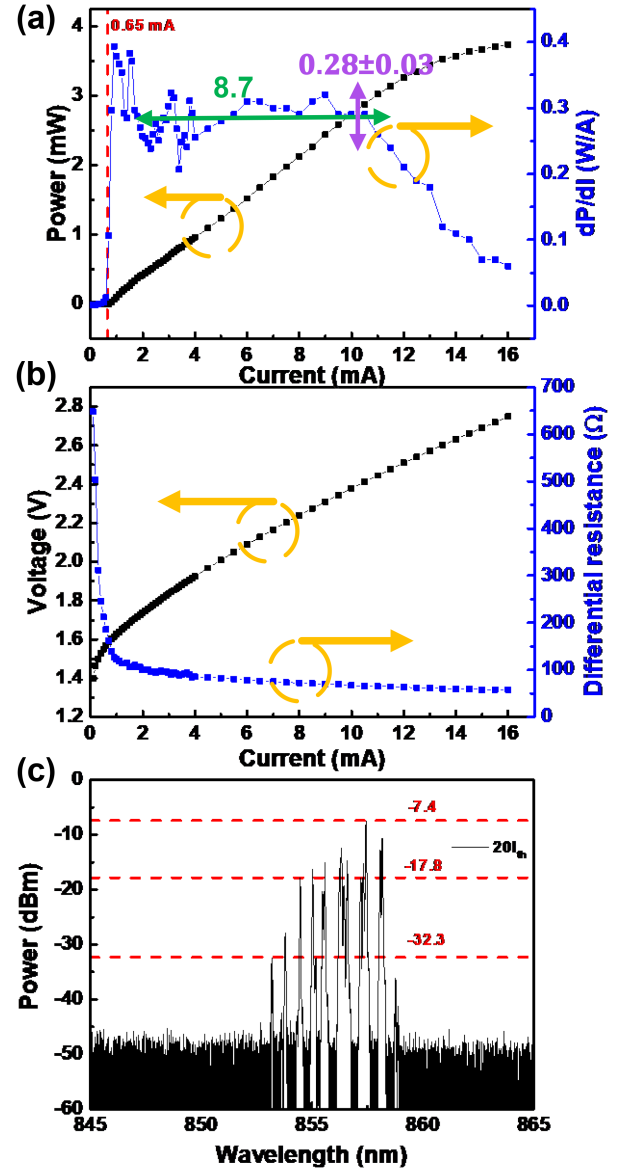 (a)
0.65 mA
0.28±0.03
8.7
Power (mW)
dP/dI (W/A)
4
3
2
1
0
0.4
0.3
0.2
0.1
0.0
0 2 4 6 8 10 12 14 16
Current (mA)
(b)
Voltage (V)
Differential resistance (Ω)
2.8
2.6
2.4
2.2
2.0
1.8
1.6
1.4
1.2
700
600
500
400
300
200
100
0
0 2 4 6 8 10 12 14 16
Current (mA)
(c)
Power (dBm)
0
-10
-20
-30
-40
-50
-60
-7.4
20Ith
-17.8
-32.3
845 850 855 860 865
Wavelength (nm)